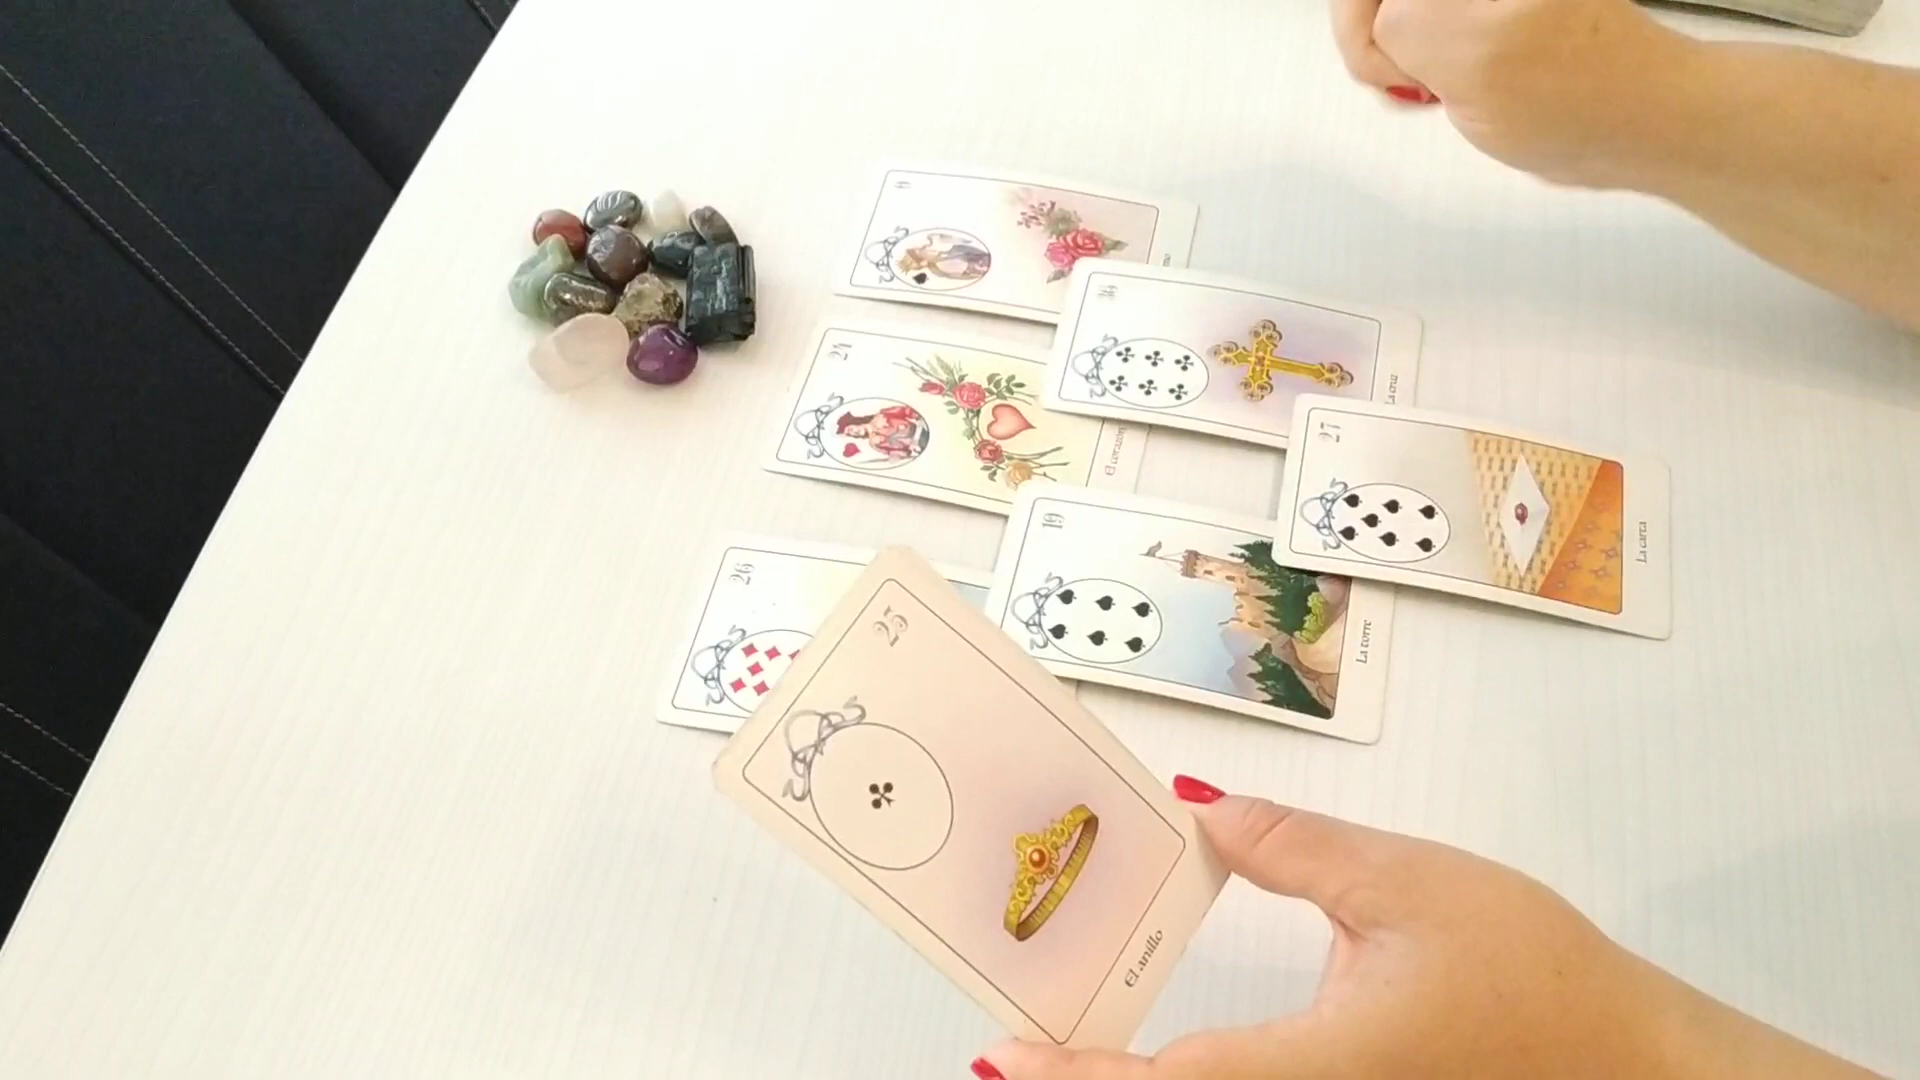 36
La cruz
24
El corazón
27
La carta
19
La torre
26
25
El anillo